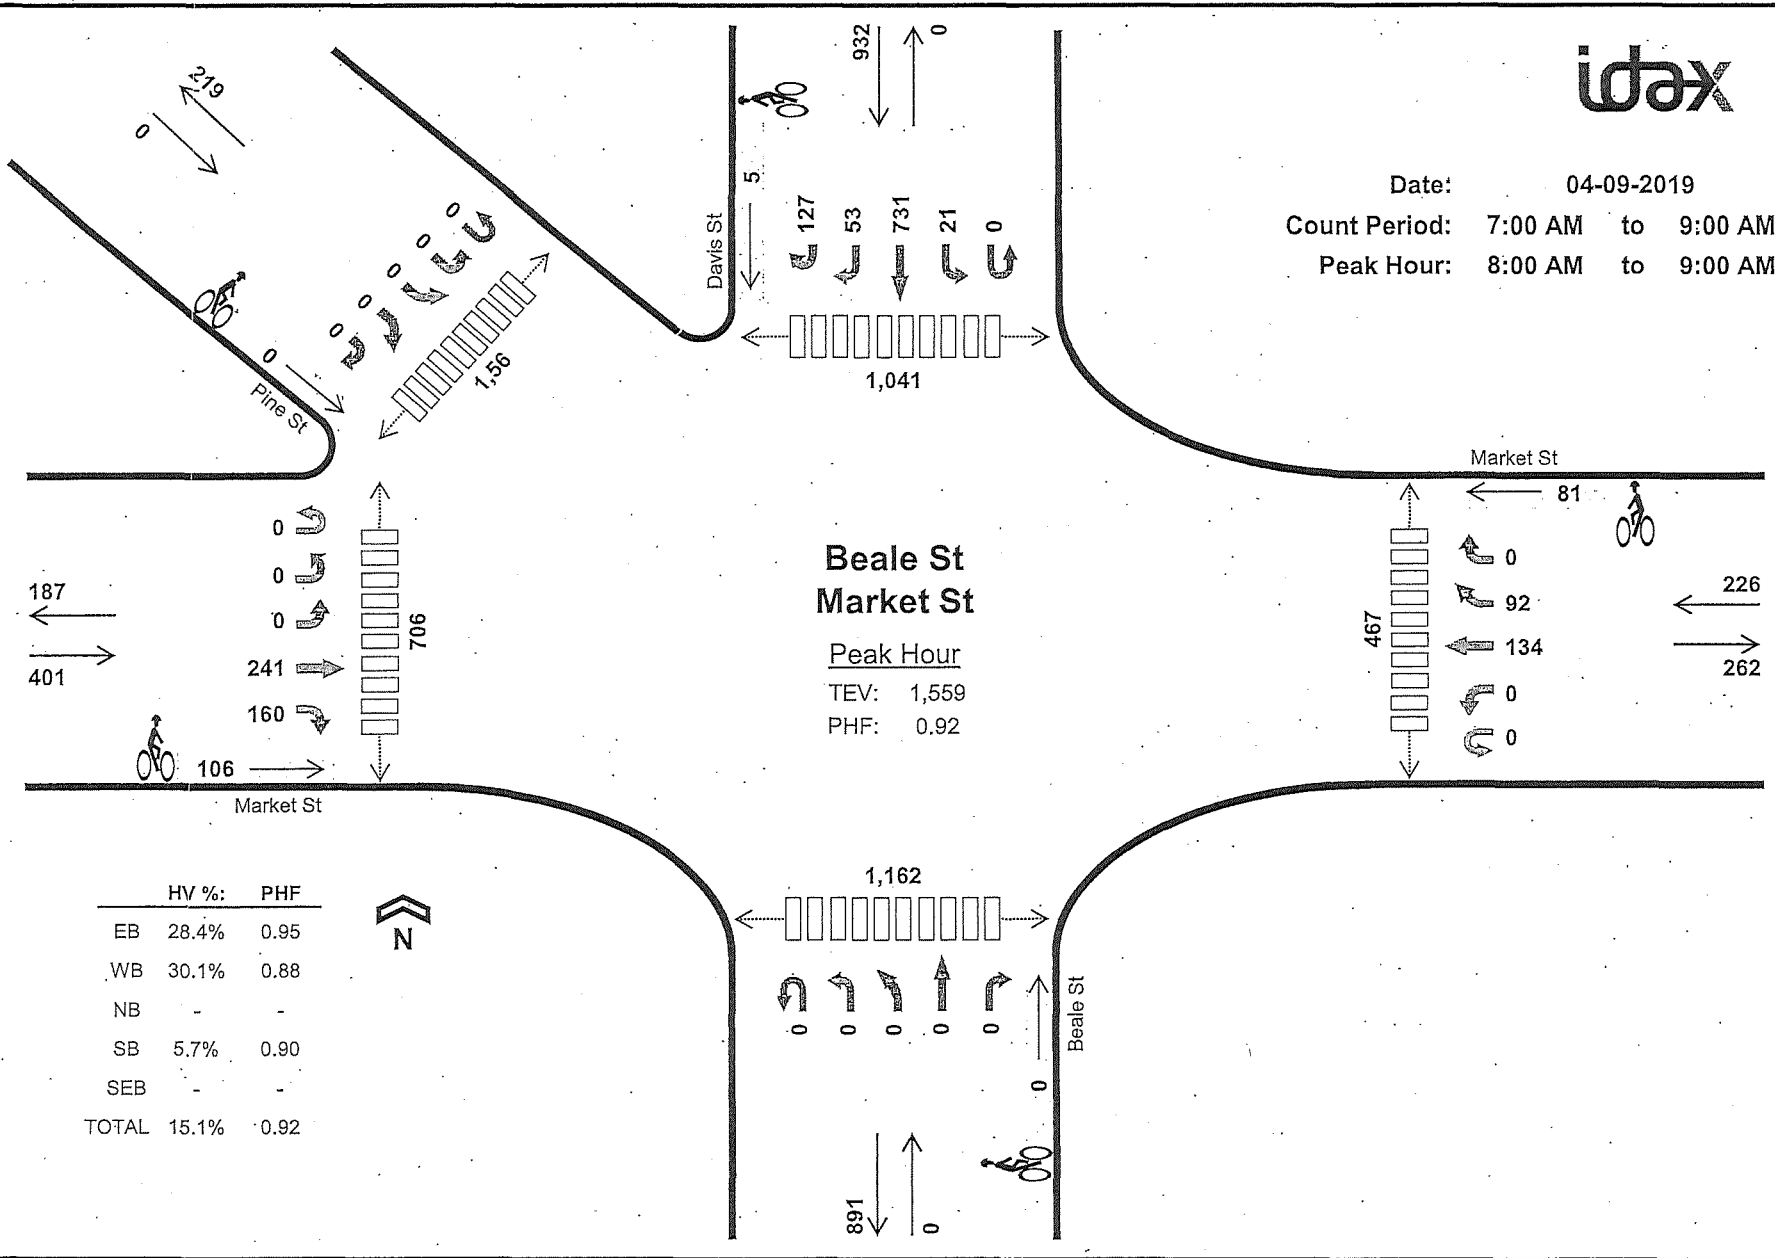 idax
Date: 04-09-2019
Count Period: 7:00 AM to 9:00 AM
Peak Hour: 8:00 AM to 9:00 AM
932
0
219
0
5
Davis St
127 53 731 21 0
0
0
0
0
0
0
Pine St
1,56
1,041
Market St
81
0
0
0
241
160
187
401
706
106
Market St
Beale St
Market St
Peak Hour
TEV: 1,559
PHF: 0.92
467
0
92
134
0
0
226
262
1,162
0 0 0 0 0
Beale St
0
891
0
HV %: PHF
EB 28.4% 0.95
WB 30.1% 0.88
NB - -
SB 5.7% 0.90
SEB - -
TOTAL 15.1% 0.92
N